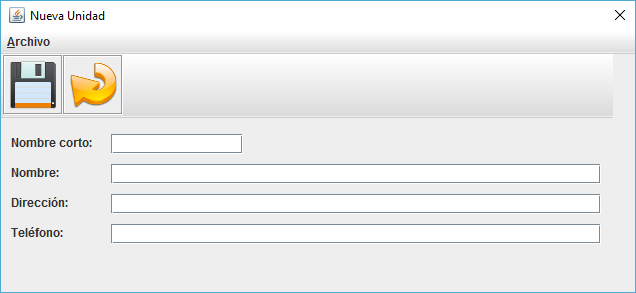 Nueva Unidad
Archivo
Nombre corto:
Nombre:
Dirección:
Teléfono: